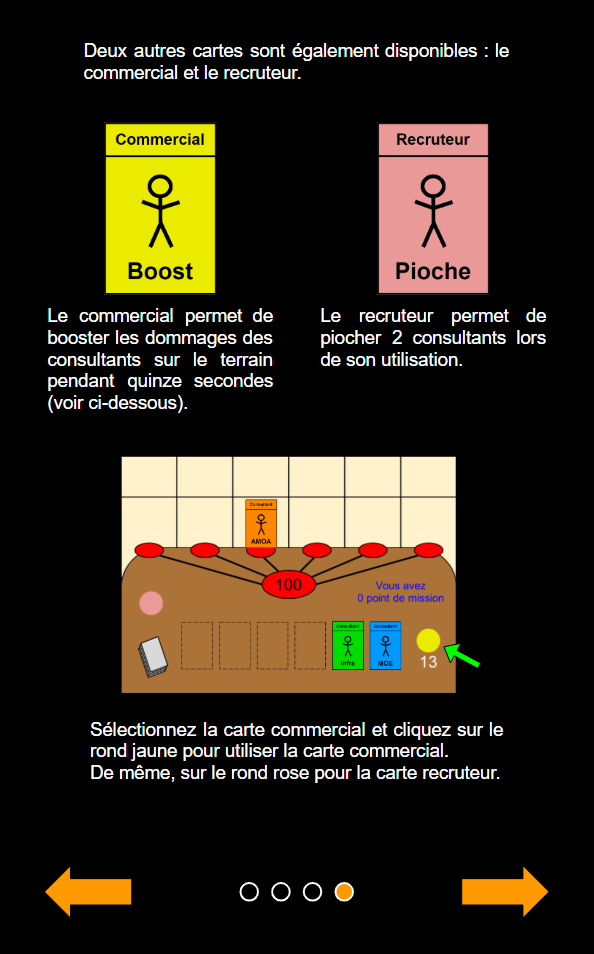 Deux autres cartes sont également disponibles : le
commercial et le recruteur.
Commercial
Boost
Recruteur
Pioche
Le commercial permet de
booster les dommages des
consultants sur le terrain
pendant quinze secondes
(voir ci-dessous).
Le recruteur permet de
piocher 2 consultants lors
de son utilisation.
Consultant
AMOA
100
Vous avez
0 point de mission
Consultant
Infra
Consultant
MOE
13
Sélectionnez la carte commercial et cliquez sur le
rond jaune pour utiliser la carte commercial.
De même, sur le rond rose pour la carte recruteur.